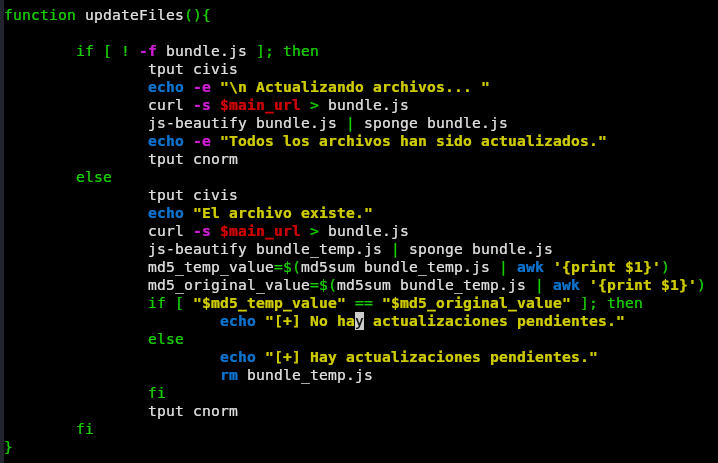 function updateFiles(){
if [ ! -f bundle.js ]; then
tput civis
echo -e "\n Actualizando archivos... "
curl -s $main_url > bundle.js
js-beautify bundle.js | sponge bundle.js
echo -e "Todos los archivos han sido actualizados."
tput cnorm
else
tput civis
echo "El archivo existe."
curl -s $main_url > bundle.js
js-beautify bundle_temp.js | sponge bundle.js
md5_temp_value=$(md5sum bundle_temp.js | awk '{print $1}')
md5_original_value=$(md5sum bundle_temp.js | awk '{print $1}')
if [ "$md5_temp_value" == "$md5_original_value" ]; then
echo "[+] No hay actualizaciones pendientes."
else
echo "[+] Hay actualizaciones pendientes."
rm bundle_temp.js
fi
tput cnorm
fi
}